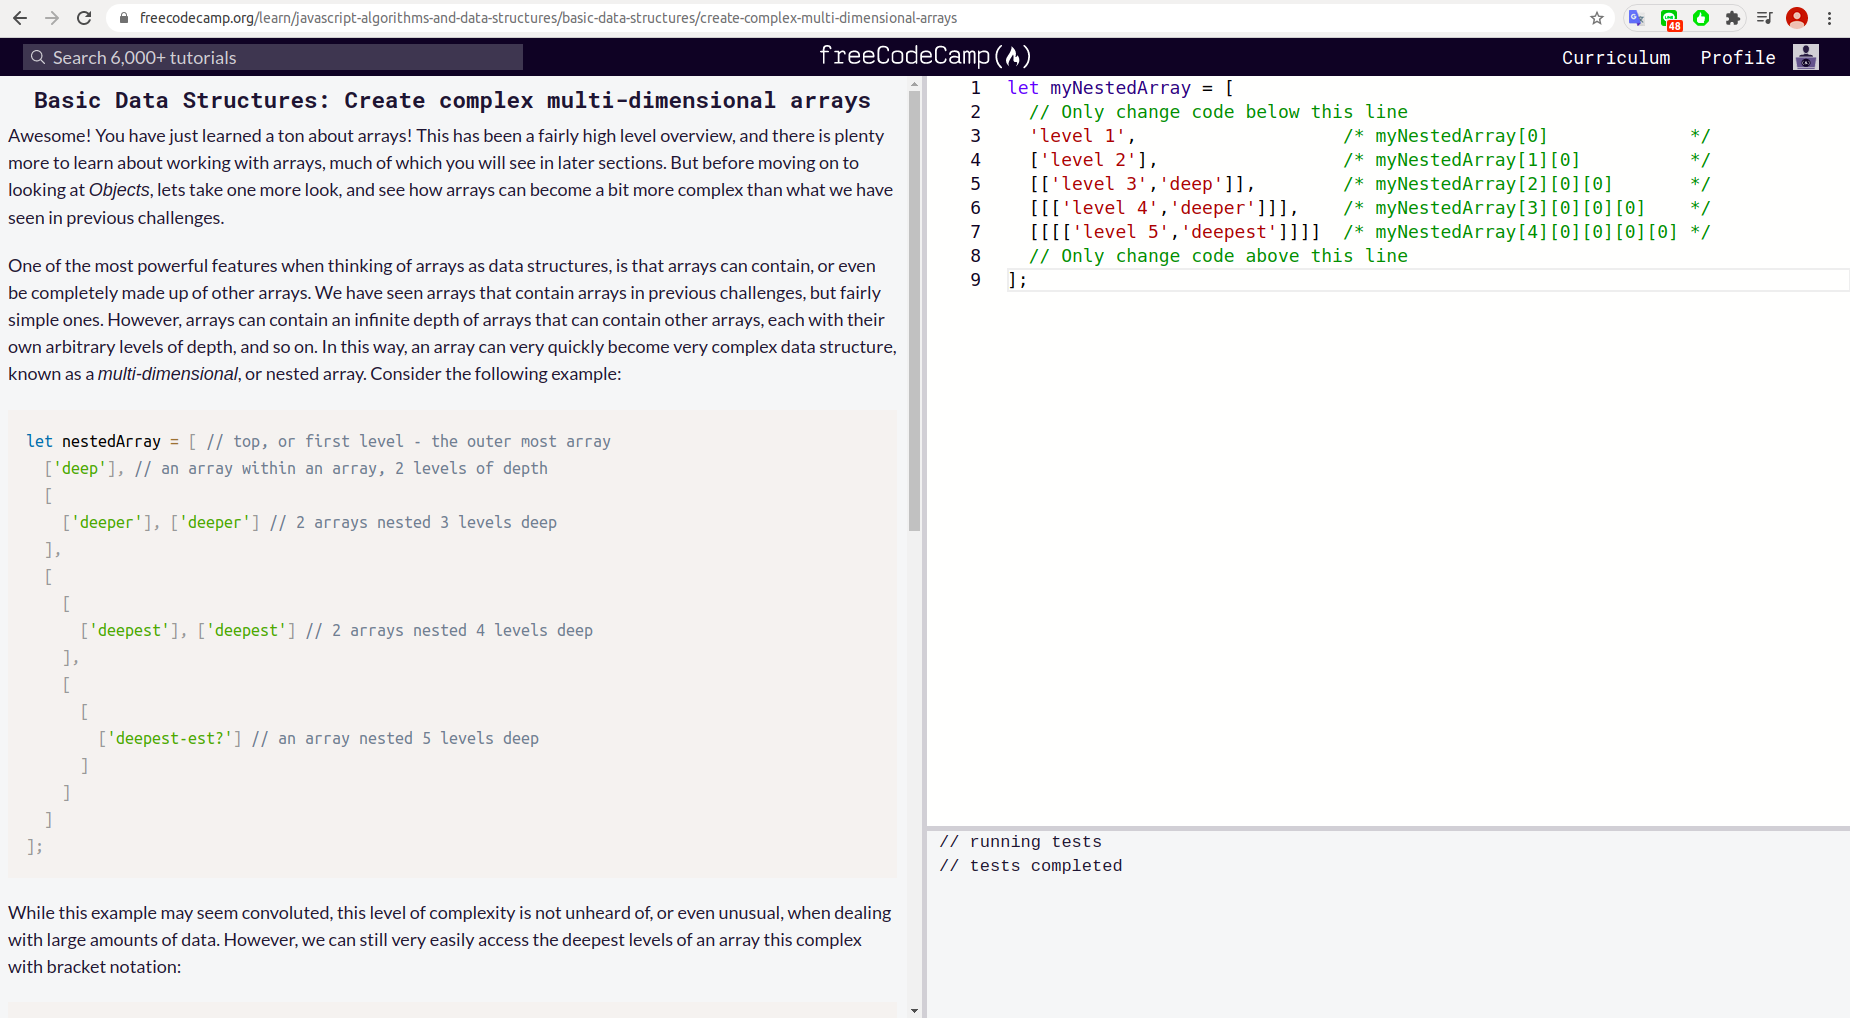 freecodecamp.org/learn/javascript-algorithms-and-data-structures/basic-data-structures/create-complex-multi-dimensional-arrays
48
Search 6,000+ tutorials
freeCodeCamp(🔥)
Curriculum
Profile
Basic Data Structures: Create complex multi-dimensional arrays
Awesome! You have just learned a ton about arrays! This has been a fairly high level overview, and there is plenty
more to learn about working with arrays, much of which you will see in later sections. But before moving on to
looking at Objects, lets take one more look, and see how arrays can become a bit more complex than what we have
seen in previous challenges.
One of the most powerful features when thinking of arrays as data structures, is that arrays can contain, or even
be completely made up of other arrays. We have seen arrays that contain arrays in previous challenges, but fairly
simple ones. However, arrays can contain an infinite depth of arrays that can contain other arrays, each with their
own arbitrary levels of depth, and so on. In this way, an array can very quickly become very complex data structure,
known as a multi-dimensional, or nested array. Consider the following example:
let nestedArray = [ // top, or first level - the outer most array
['deep'], // an array within an array, 2 levels of depth
[
['deeper'], ['deeper'] // 2 arrays nested 3 levels deep
],
[
[
['deepest'], ['deepest'] // 2 arrays nested 4 levels deep
],
[
[
['deepest-est?'] // an array nested 5 levels deep
]
]
]
];
While this example may seem convoluted, this level of complexity is not unheard of, or even unusual, when dealing
with large amounts of data. However, we can still very easily access the deepest levels of an array this complex
with bracket notation:
1 let myNestedArray = [
2 // Only change code below this line
3 'level 1', /* myNestedArray[0] */
4 ['level 2'], /* myNestedArray[1][0] */
5 [['level 3','deep']], /* myNestedArray[2][0][0] */
6 [[['level 4','deeper']]], /* myNestedArray[3][0][0][0] */
7 [[[['level 5','deepest']]]] /* myNestedArray[4][0][0][0][0] */
8 // Only change code above this line
9 ];
// running tests
// tests completed